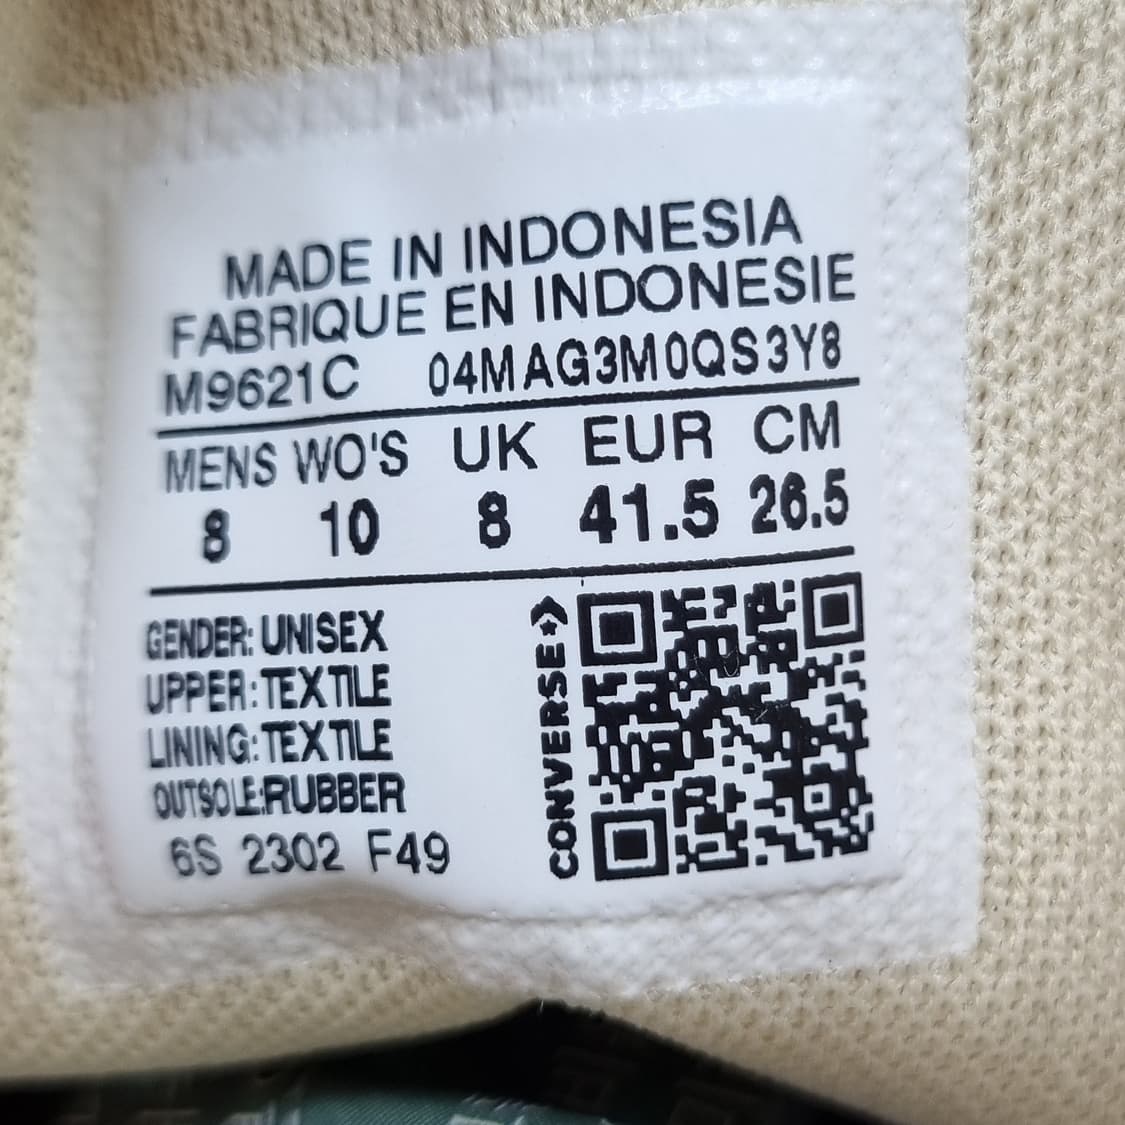 MADE IN INDONESIA
FABRIQUE EN INDONESIE
M9621C 04MAG3M0QS3Y8
MENS WO'S UK EUR CM
8 10 8 41.5 26.5
GENDER: UNISEX
UPPER: TEXTILE
LINING: TEXTILE
OUTSOLE:RUBBER
6S 2302 F49
CONVERSE